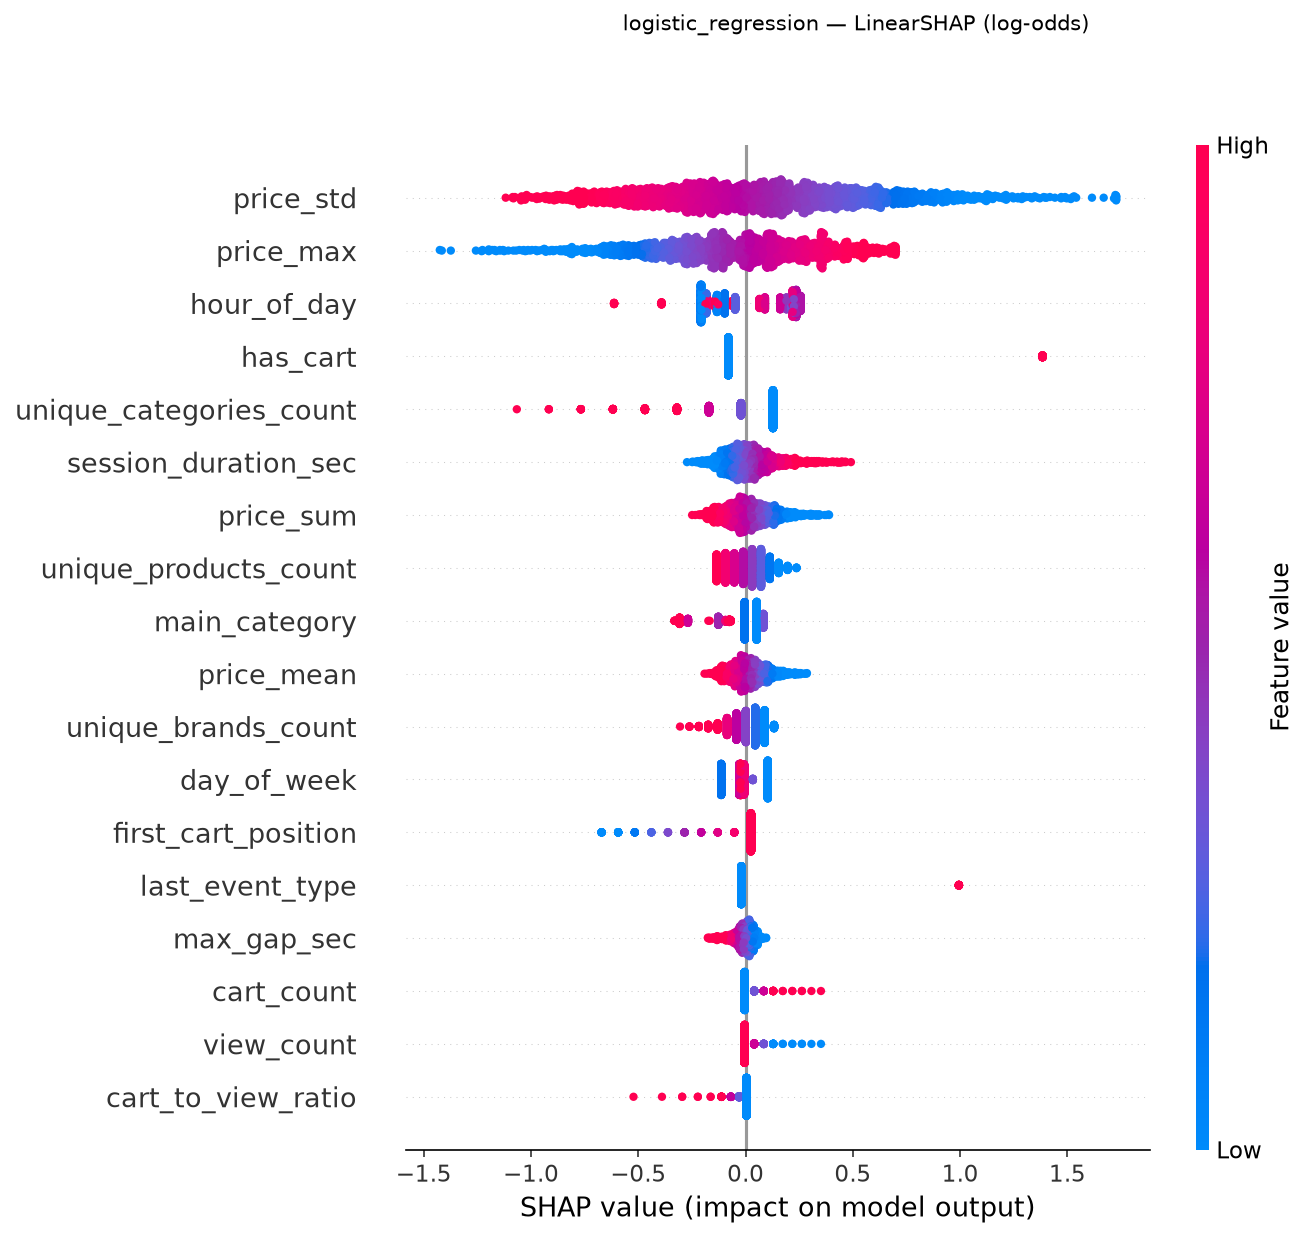 logistic_regression — LinearSHAP (log-odds)
High
price_std
price_max
hour_of_day
has_cart
unique_categories_count
session_duration_sec
price_sum
unique_products_count
main_category
price_mean
unique_brands_count
day_of_week
first_cart_position
last_event_type
max_gap_sec
cart_count
view_count
cart_to_view_ratio
Feature value
Low
−1.5 −1.0 −0.5 0.0 0.5 1.0 1.5
SHAP value (impact on model output)